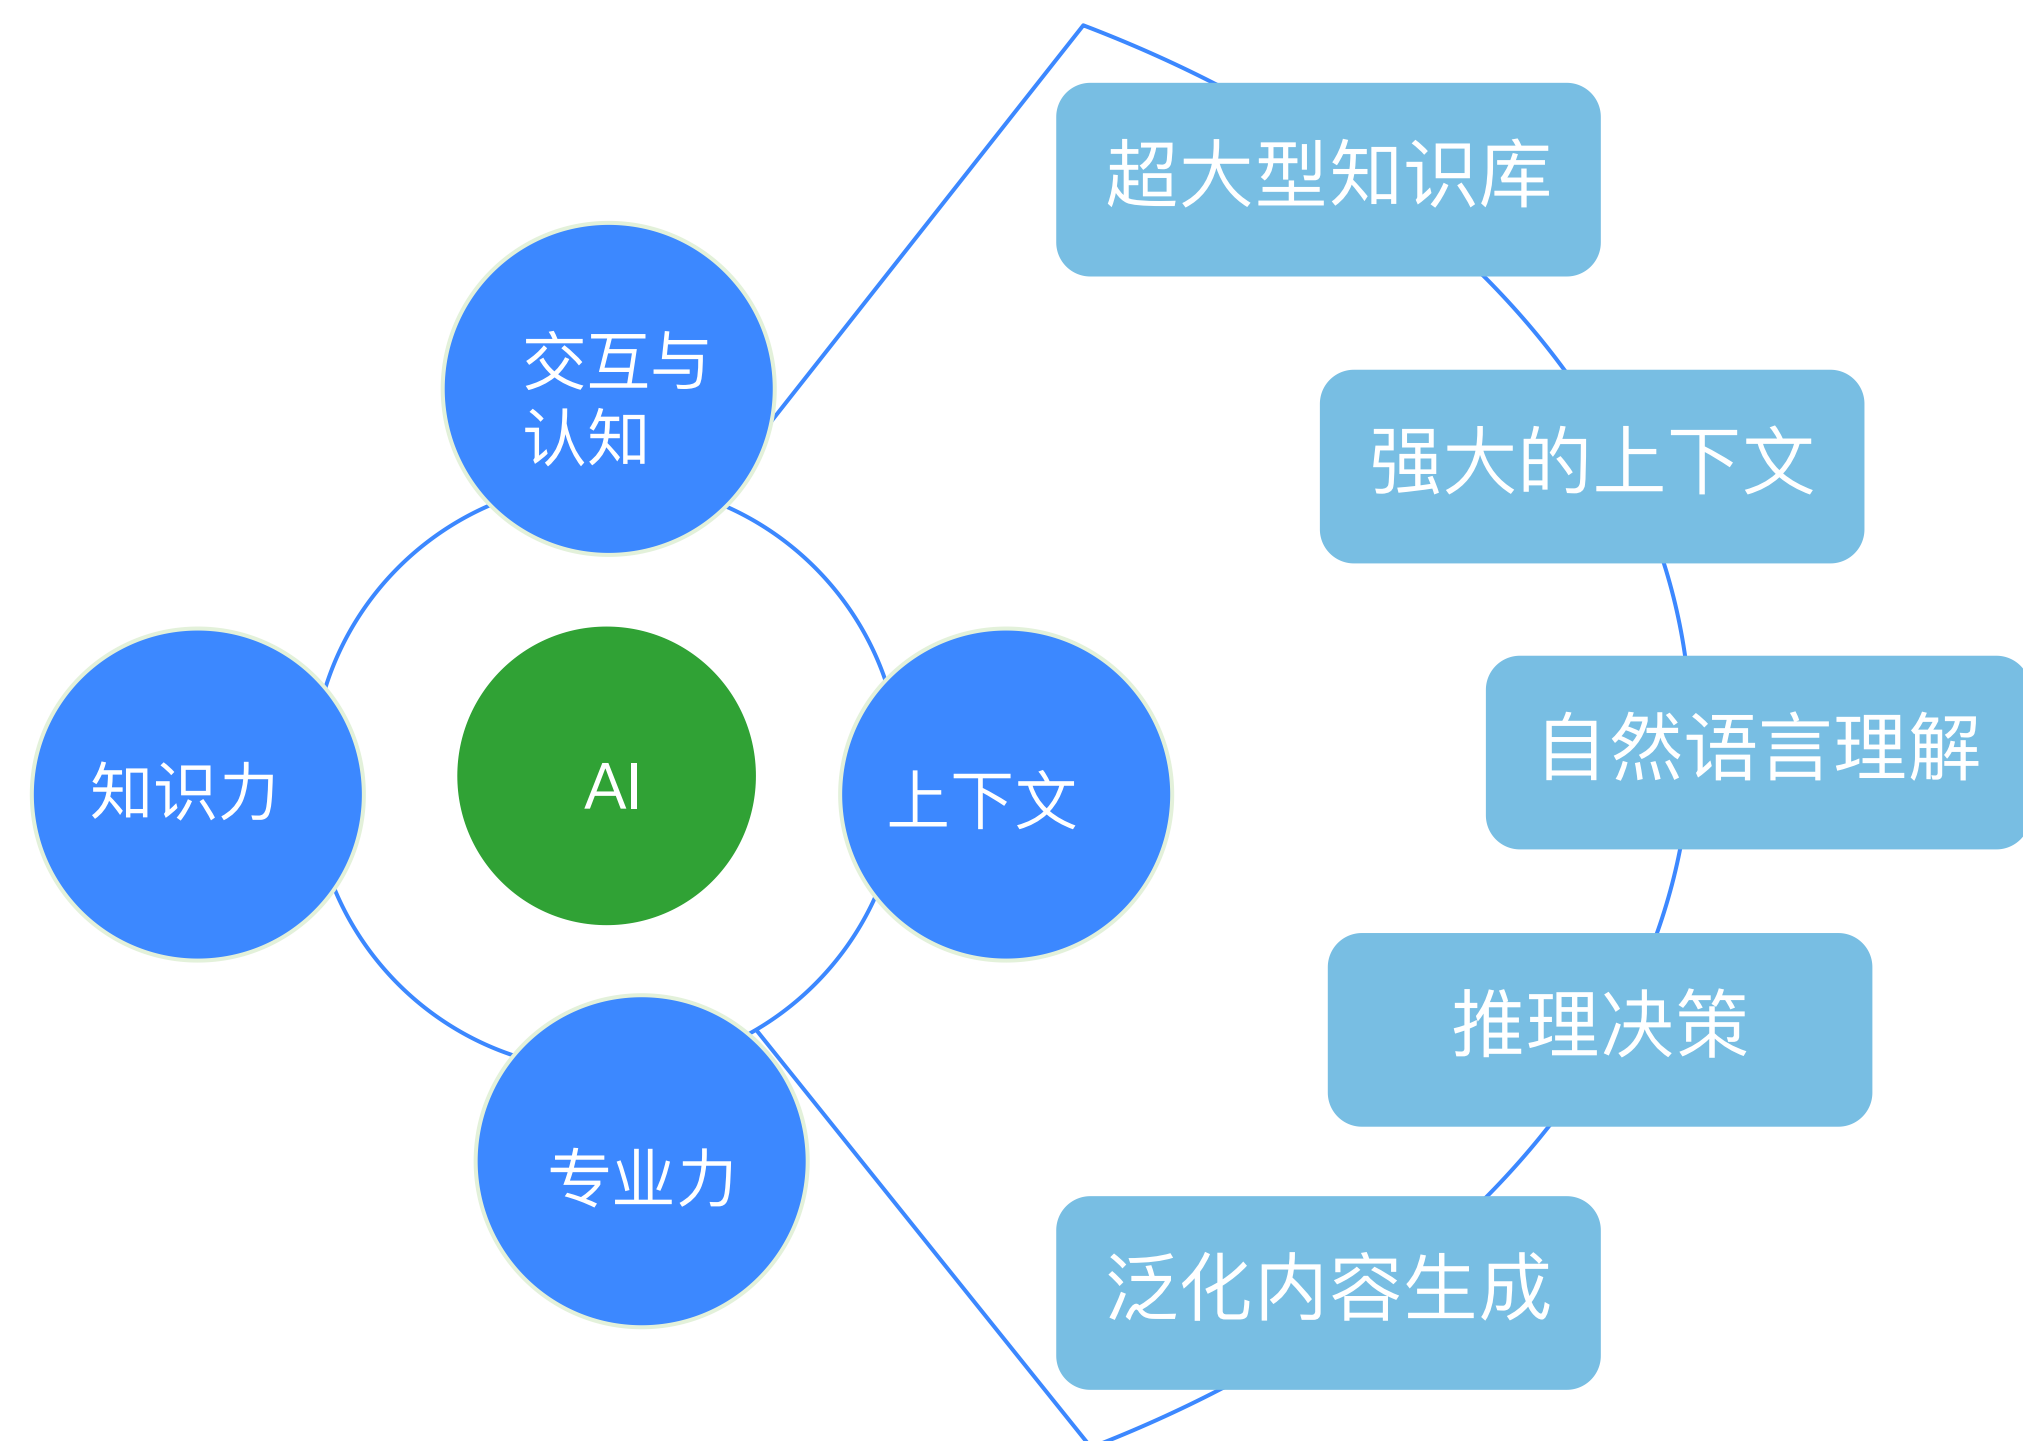 交互与
认知
知识力
AI
上下文
专业力
超大型知识库
强大的上下文
自然语言理解
推理决策
泛化内容生成